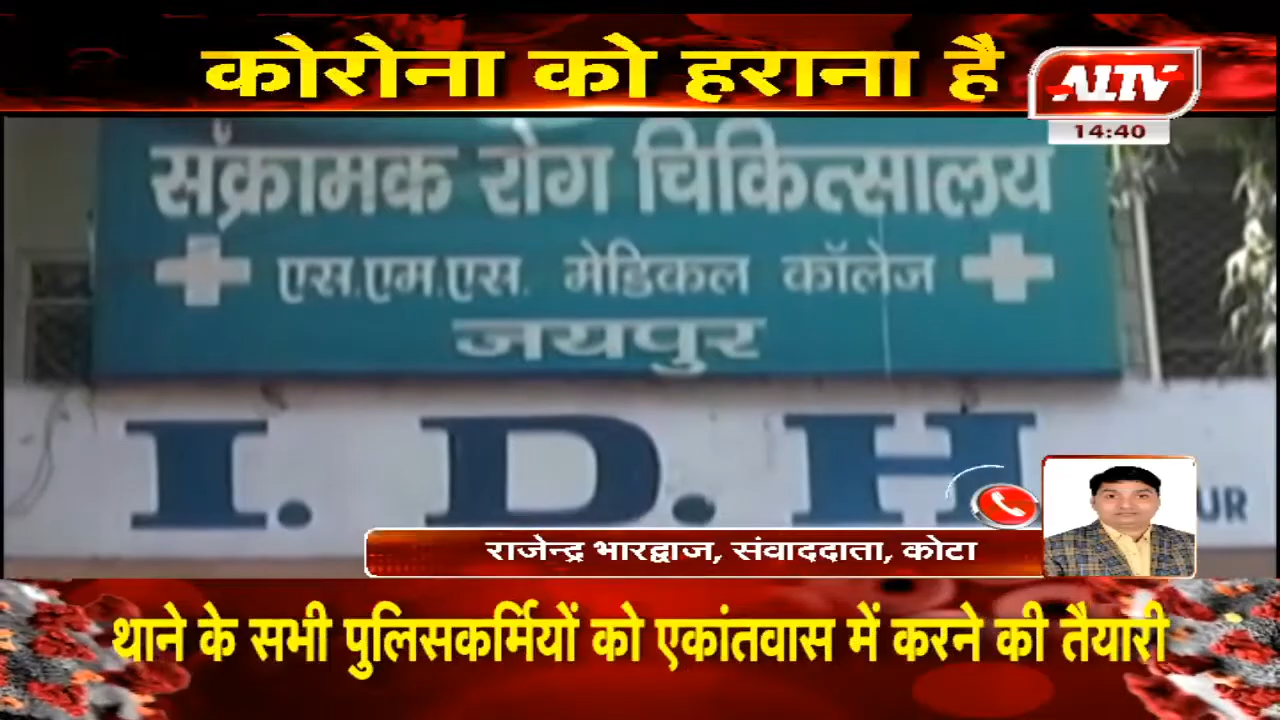 कोरोना को हराना है
ALTV
14:40
संक्रामक रोग चिकित्सालय
एस.एम.एस. मेडिकल कॉलेज
जयपुर
I. D. H
UR
राजेन्द्र भारद्वाज, संवाददाता, कोटा
थाने के सभी पुलिसकर्मियों को एकांतवास में करने की तैयारी